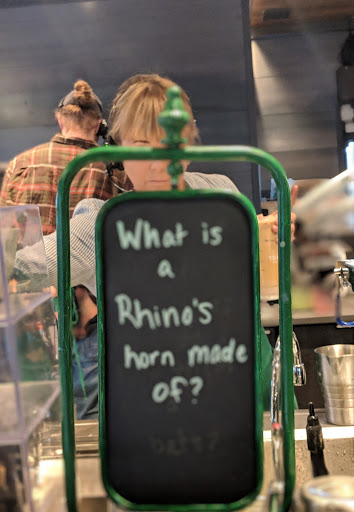 What is
a
Rhino's
horn made
of?